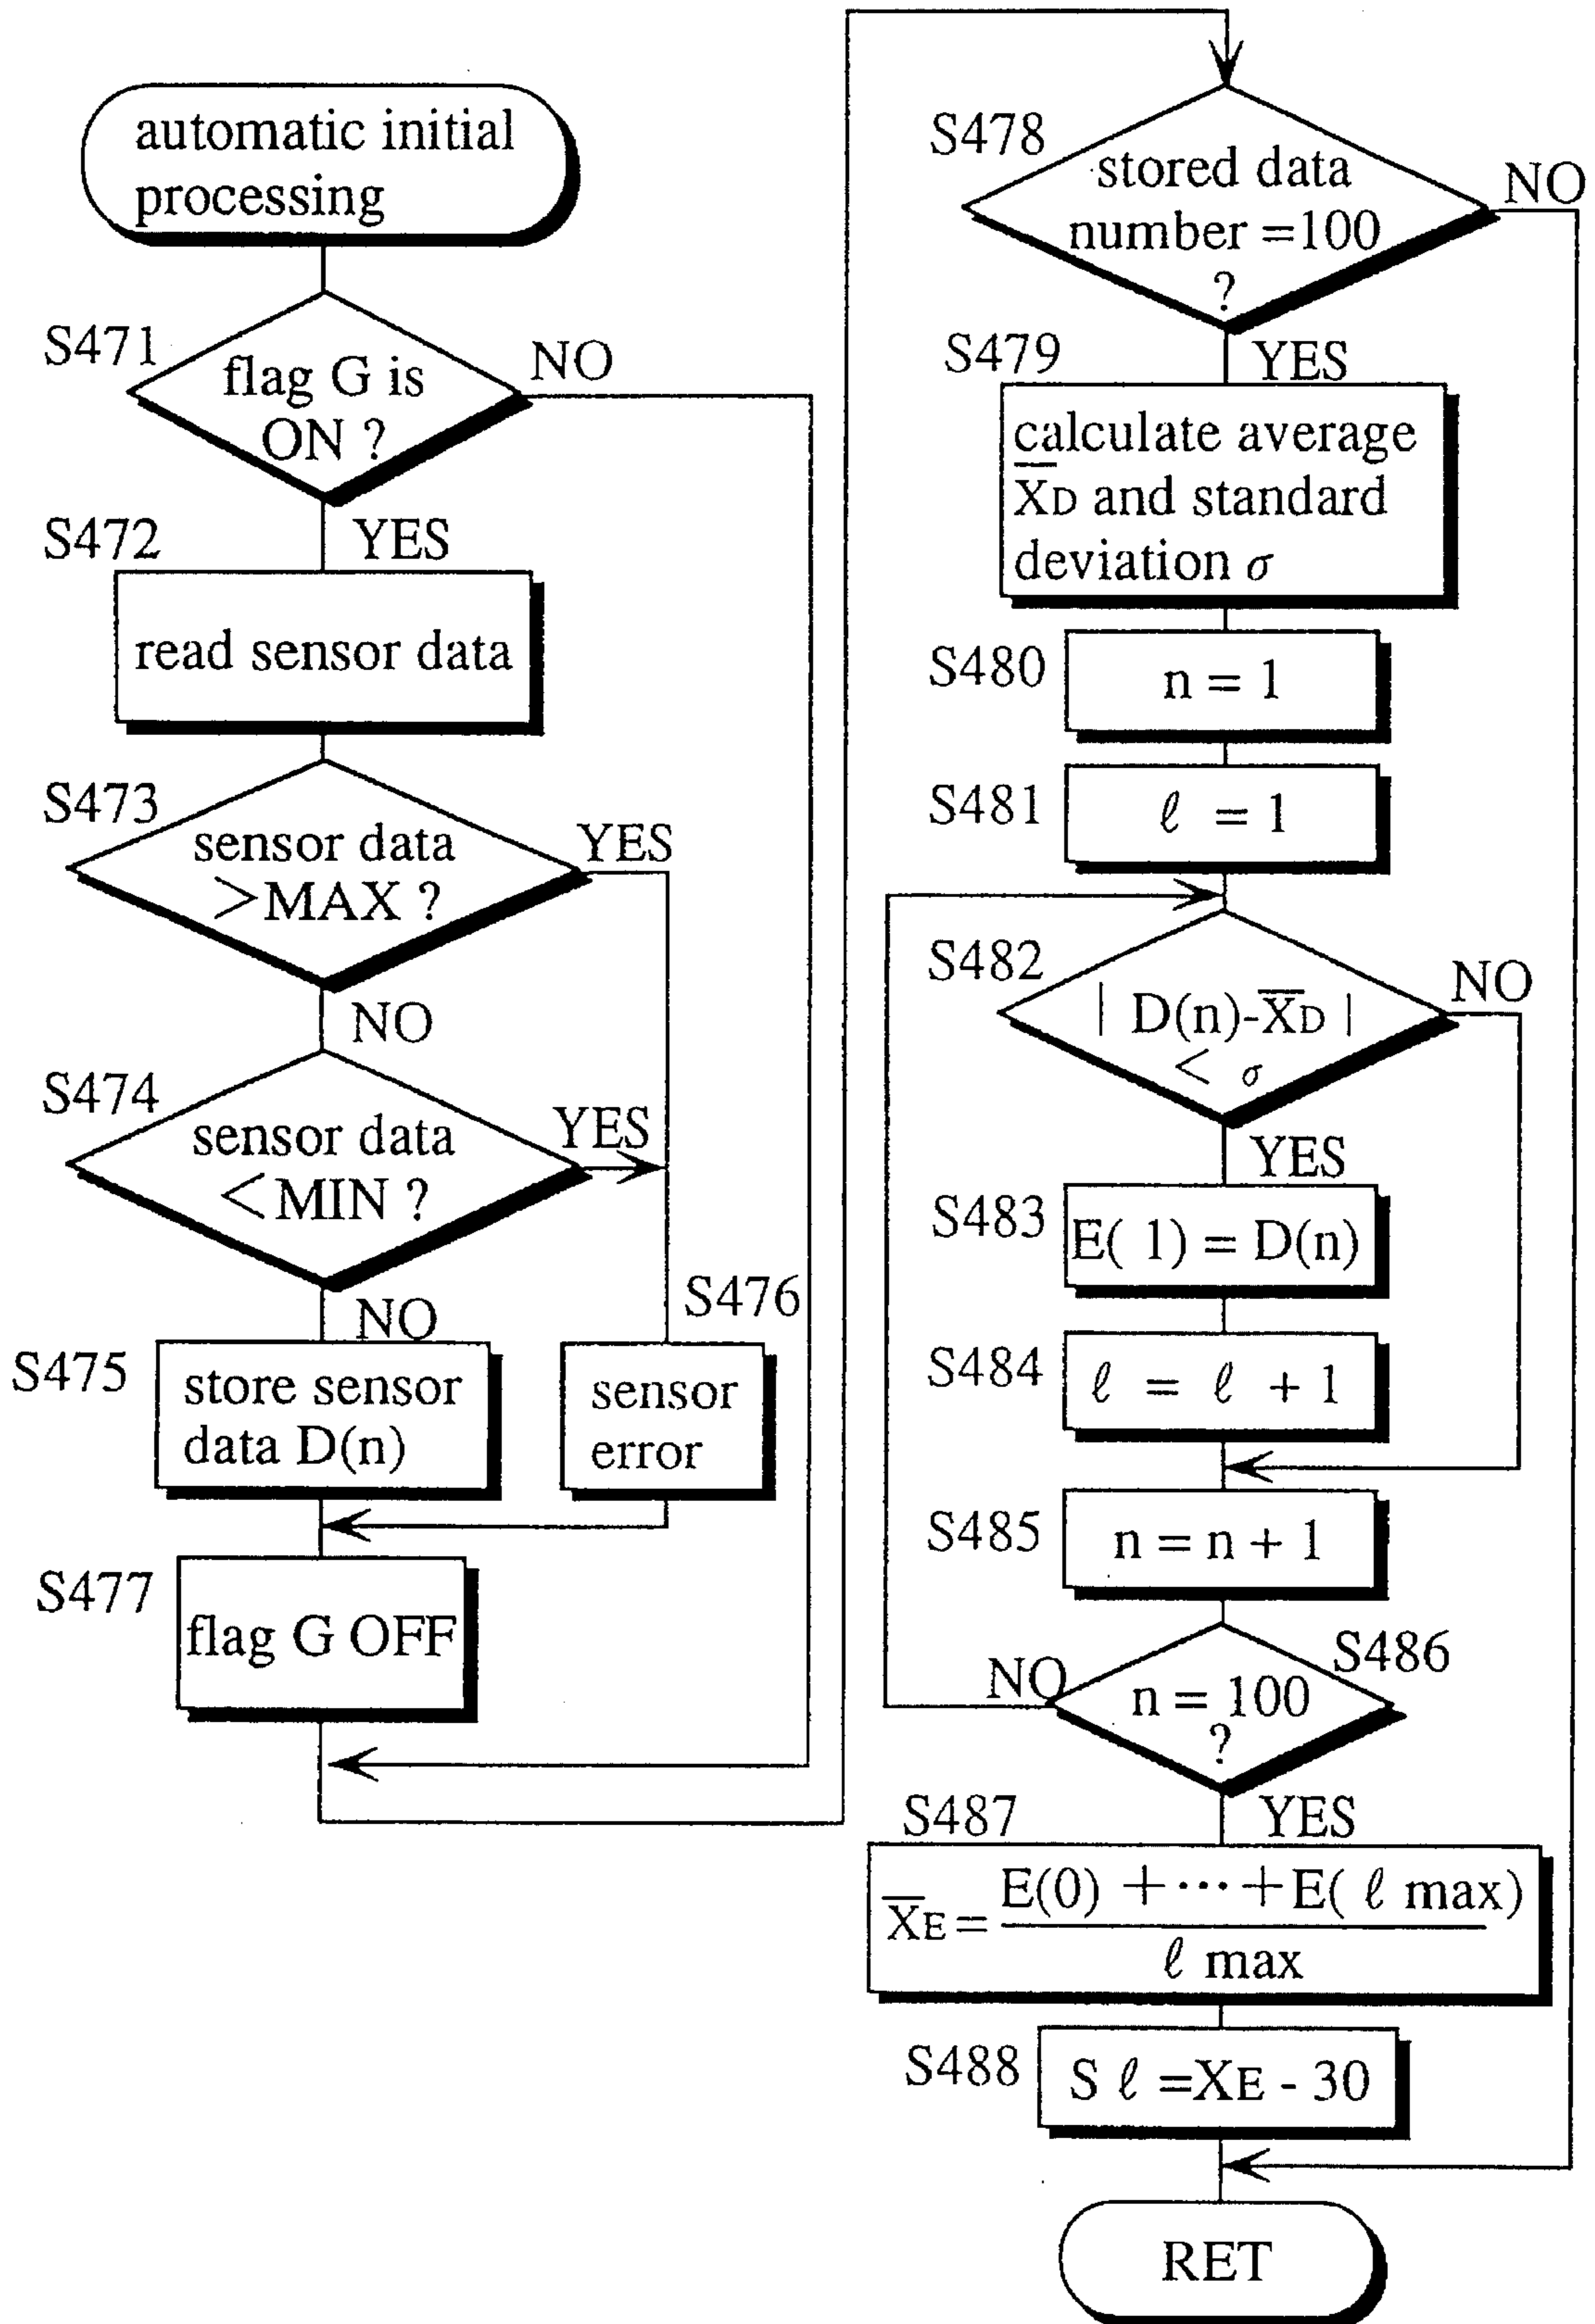 automatic initial
processing
S471
flag G is
ON ?
NO
YES
S472
read sensor data
S473
sensor data
>MAX ?
YES
NO
S474
sensor data
<MIN ?
YES
NO
S475
store sensor
data D(n)
S476
sensor
error
S477
flag G OFF
S478
stored data
number =100
?
NO
YES
S479
calculate average
X̅D and standard
deviation σ
S480
n = 1
S481
ℓ = 1
S482
| D(n)-X̅D |
< σ
NO
YES
S483
E( 1) = D(n)
S484
ℓ = ℓ + 1
S485
n = n + 1
S486
n = 100
?
NO
YES
S487
X̅E = E(0) +···+E( ℓ max)
ℓ max
S488
S ℓ =XE - 30
RET